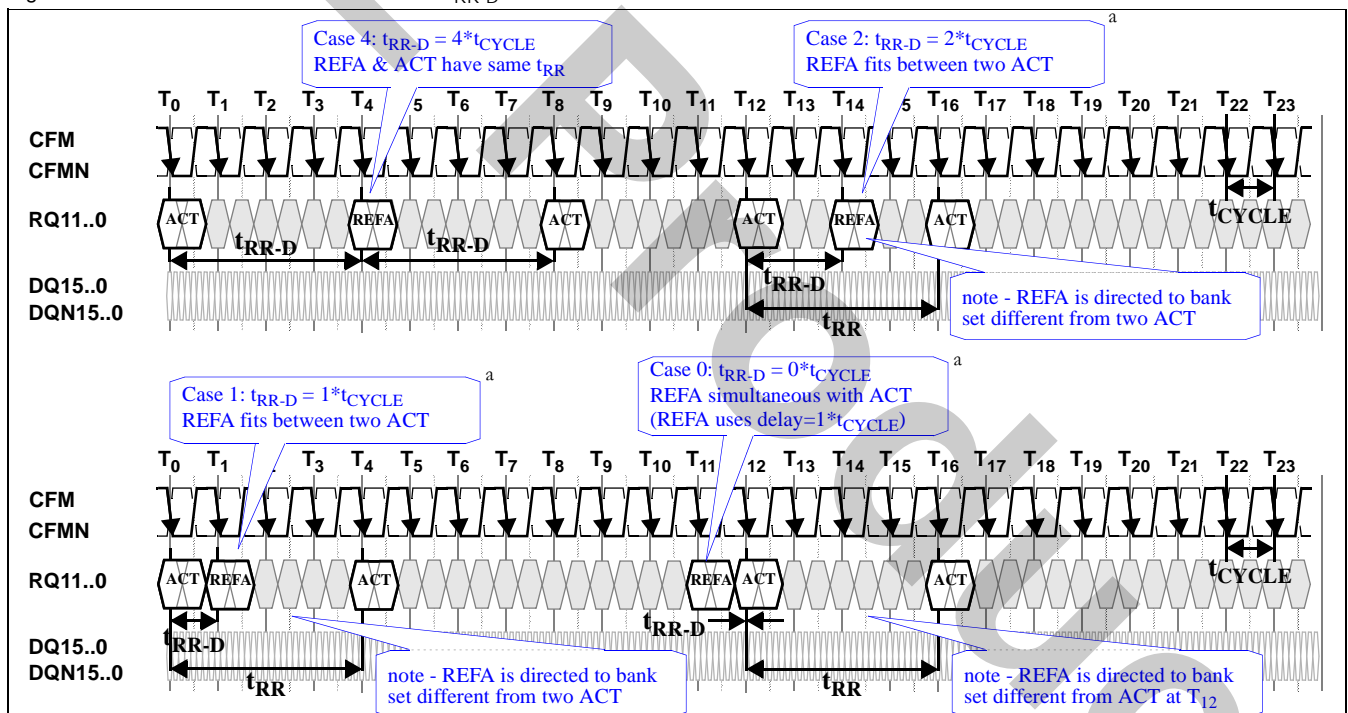 RR-D
Case 4: tRR-D = 4*tCYCLE
REFA & ACT have same tRR
Case 2: tRR-D = 2*tCYCLE
REFA fits between two ACT
a
T0 T1 T2 T3 T4 5 T6 T7 T8 T9 T10 T11 T12 T13 T14 5 T16 T17 T18 T19 T20 T21 T22 T23
CFM
CFMN
RQ11..0
ACT REFA ACT ACT REFA ACT
tCYCLE
tRR-D tRR-D tRR-D
tRR
DQ15..0
DQN15..0
note - REFA is directed to bank
set different from two ACT
Case 1: tRR-D = 1*tCYCLE
REFA fits between two ACT
a
Case 0: tRR-D = 0*tCYCLE
REFA simultaneous with ACT
(REFA uses delay=1*tCYCLE)
a
T0 T1 T3 T4 T5 T6 T7 T8 T9 T10 T11 12 T13 T14 T15 T16 T17 T18 T19 T20 T21 T22 T23
CFM
CFMN
RQ11..0
ACT REFA ACT REFA ACT ACT
tCYCLE
tRR-D tRR-D
tRR tRR
DQ15..0
DQN15..0
note - REFA is directed to bank
set different from two ACT
note - REFA is directed to bank
set different from ACT at T12